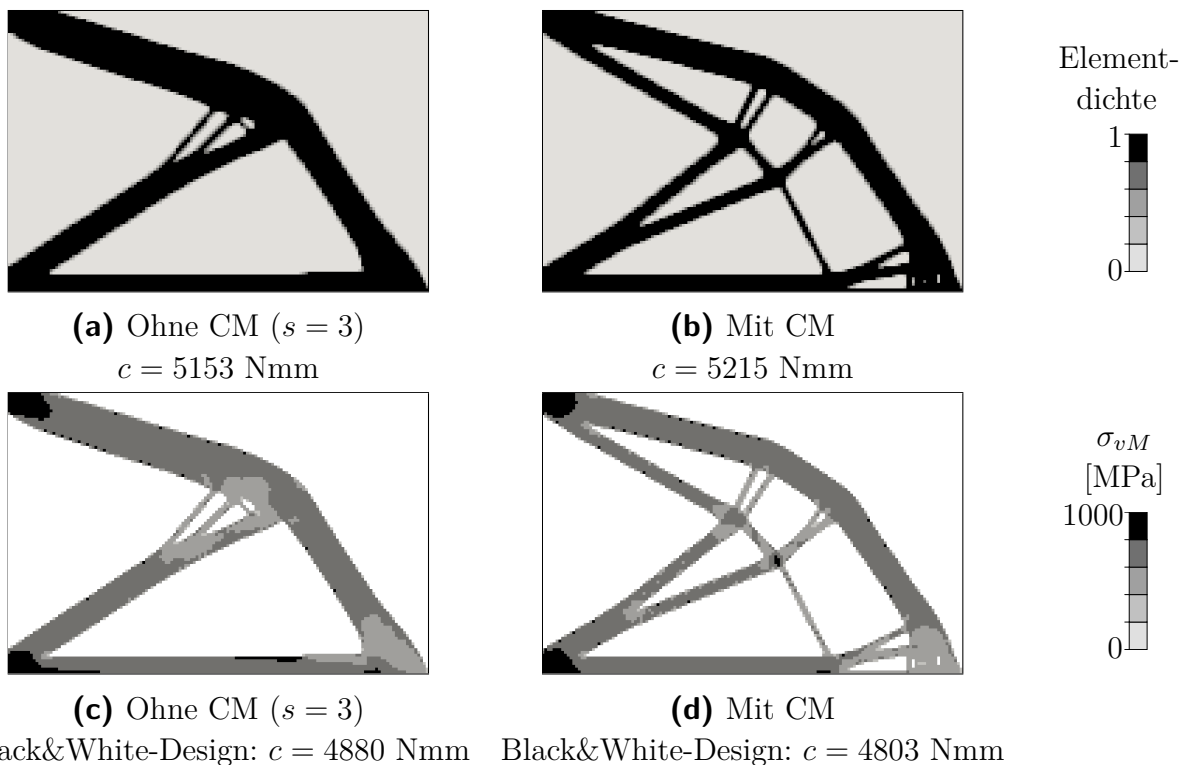 Element-
dichte
1
0
(a) Ohne CM (s = 3)
c = 5153 Nmm
(b) Mit CM
c = 5215 Nmm
σvM
[MPa]
1000
0
(c) Ohne CM (s = 3)
ack&White-Design: c = 4880 Nmm
(d) Mit CM
Black&White-Design: c = 4803 Nmm